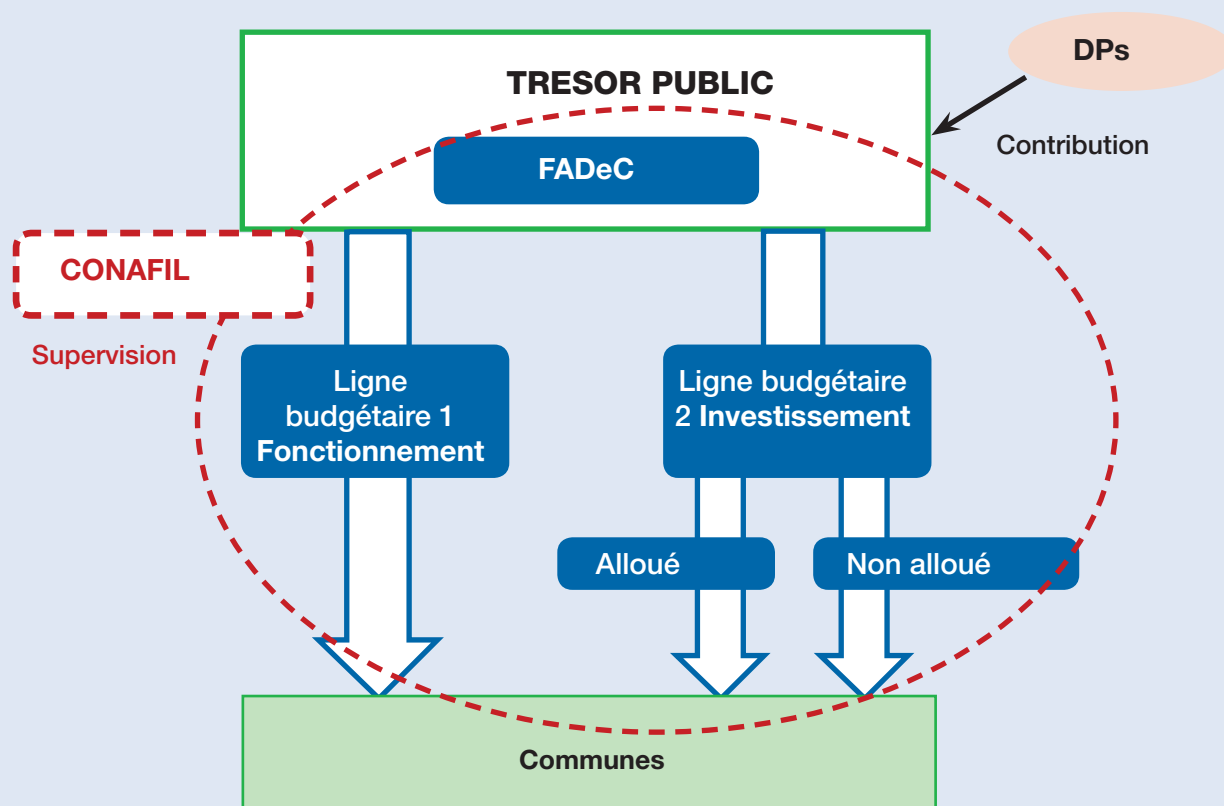 DPs
TRESOR PUBLIC
Contribution
FADeC
CONAFIL
Supervision
Ligne
budgétaire 1
Fonctionnement
Ligne budgétaire
2 Investissement
Alloué
Non alloué
Communes